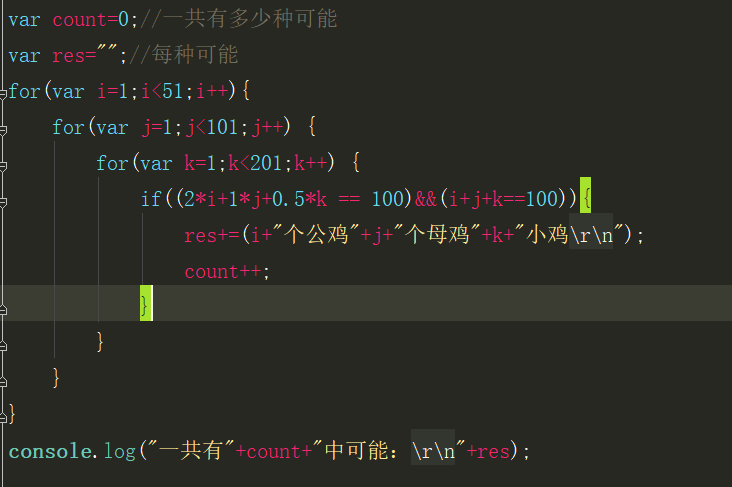 var count=0;//一共有多少种可能
var res="";//每种可能
for(var i=1;i<51;i++){
for(var j=1;j<101;j++) {
for(var k=1;k<201;k++) {
if((2*i+1*j+0.5*k == 100)&&(i+j+k==100)){
res+=(i+"个公鸡"+j+"个母鸡"+k+"小鸡\r\n");
count++;
}
}
}
}
console.log("一共有"+count+"中可能：\r\n"+res);